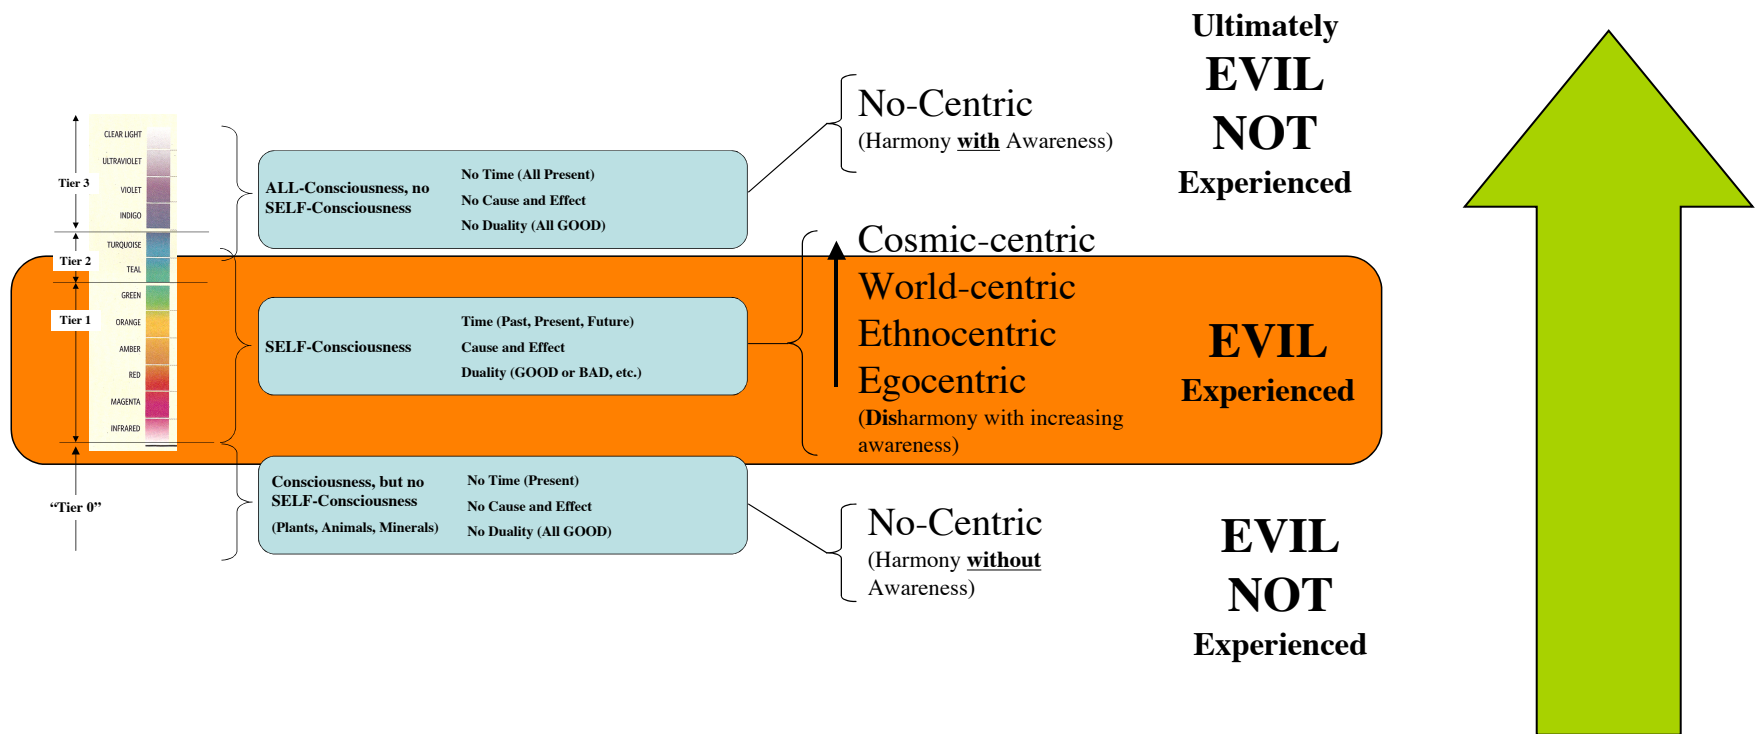 Tier 3
Tier 2
Tier 1
“Tier 0”
CLEAR LIGHT
ULTRAVIOLET
VIOLET
INDIGO
TURQUOISE
TEAL
GREEN
ORANGE
AMBER
RED
MAGENTA
INFRARED
ALL-Consciousness, no
SELF-Consciousness
No Time (All Present)
No Cause and Effect
No Duality (All GOOD)
SELF-Consciousness
Time (Past, Present, Future)
Cause and Effect
Duality (GOOD or BAD, etc.)
Consciousness, but no
SELF-Consciousness
(Plants, Animals, Minerals)
No Time (Present)
No Cause and Effect
No Duality (All GOOD)
No-Centric
(Harmony with Awareness)
Cosmic-centric
World-centric
Ethnocentric
Egocentric
(Disharmony with increasing
awareness)
No-Centric
(Harmony without
Awareness)
Ultimately
EVIL
NOT
Experienced
EVIL
Experienced
EVIL
NOT
Experienced